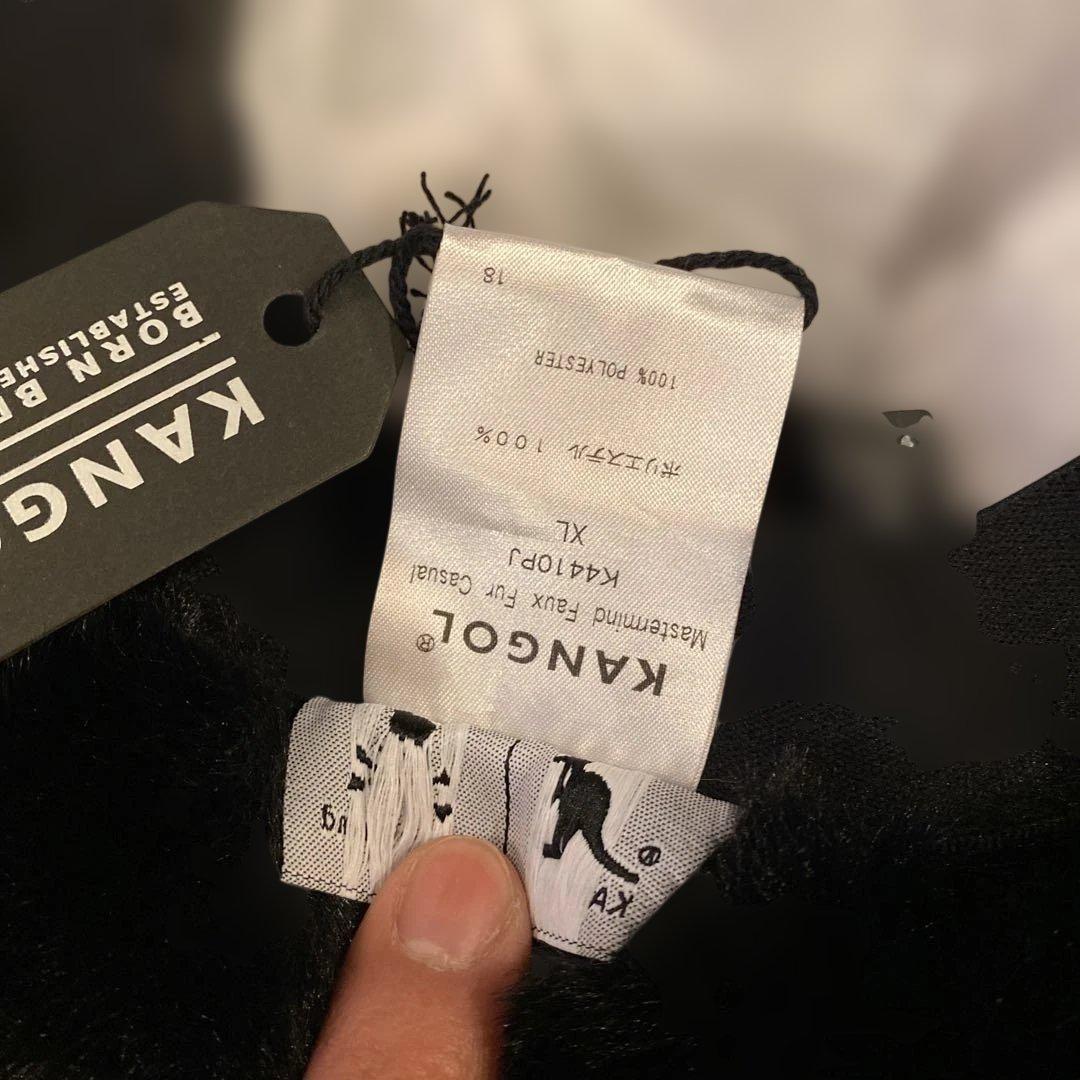 KANGOL®
Mastermind Faux Fur Casual
K4410PJ
XL
ポリエステル 100%
100% POLYESTER
18
KANG
BORN
ESTABLISHE
KA